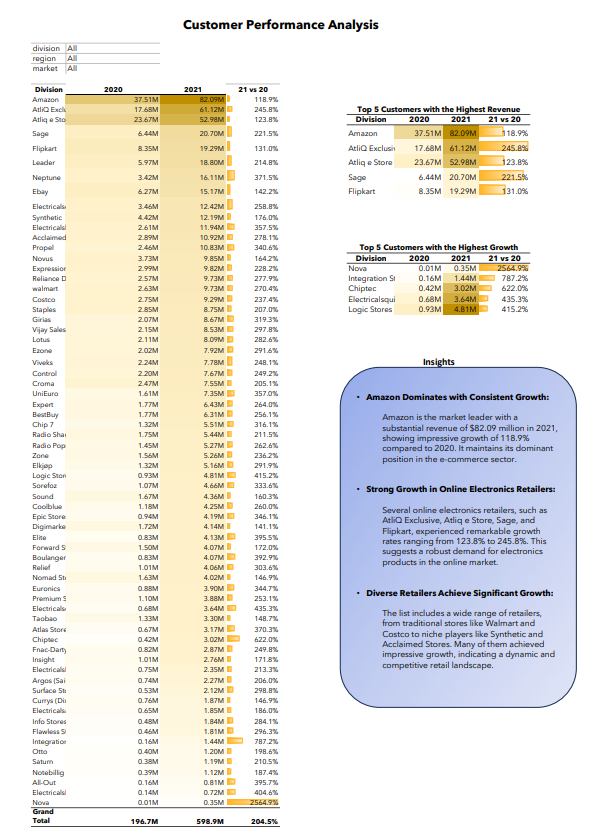 Customer Performance Analysis
division All
region All
market All
Division 2020 2021 21 vs 20
Amazon 37.51M 82.09M 118.9%
AtliQ Exclu 17.68M 61.12M 245.8%
Atliq e Sto 23.67M 52.98M 123.8%
Sage 6.44M 20.70M 221.5%
Flipkart 8.35M 19.29M 131.0%
Leader 5.97M 18.80M 214.8%
Neptune 3.42M 16.11M 371.5%
Ebay 6.27M 15.17M 142.2%
Electricals 3.46M 12.42M 258.8%
Synthetic 4.42M 12.19M 176.0%
Electricals 2.61M 11.94M 357.5%
Acclaimed 2.89M 10.92M 278.1%
Propel 2.46M 10.83M 340.6%
Novus 3.73M 9.85M 164.2%
Expression 2.99M 9.82M 228.2%
Reliance D 2.57M 9.73M 277.9%
walmart 2.63M 9.73M 270.4%
Costco 2.75M 9.29M 237.4%
Staples 2.85M 8.75M 207.0%
Girias 2.07M 8.67M 319.3%
Vijay Sales 2.15M 8.53M 297.8%
Lotus 2.11M 8.09M 282.6%
Ezone 2.02M 7.92M 291.6%
Viveks 2.24M 7.78M 248.1%
Control 2.20M 7.67M 249.2%
Croma 2.47M 7.55M 205.1%
UniEuro 1.61M 7.35M 357.0%
Expert 1.77M 6.43M 264.0%
BestBuy 1.77M 6.31M 256.1%
Chip 7 1.32M 5.51M 316.1%
Radio Sha 1.75M 5.44M 211.5%
Radio Pop 1.45M 5.27M 262.6%
Zone 1.56M 5.26M 236.2%
Elkjøp 1.32M 5.16M 291.9%
Logic Stor 0.93M 4.81M 415.2%
Sorefoz 1.07M 4.66M 333.6%
Sound 1.67M 4.36M 160.3%
Coolblue 1.18M 4.25M 260.0%
Epic Stores 0.94M 4.19M 346.1%
Digimarke 1.72M 4.14M 141.1%
Elite 0.83M 4.13M 395.5%
Forward S 1.50M 4.07M 172.0%
Boulanger 0.83M 4.07M 392.9%
Relief 1.01M 4.06M 303.6%
Nomad St 1.63M 4.02M 146.9%
Euronics 0.88M 3.90M 344.7%
Premium S 1.10M 3.88M 253.1%
Electricals 0.68M 3.64M 435.3%
Taobao 1.33M 3.30M 148.7%
Atlas Store 0.67M 3.17M 370.3%
Chiptec 0.42M 3.02M 622.0%
Fnac-Darty 0.82M 2.87M 249.8%
Insight 1.01M 2.76M 171.8%
Electricals 0.75M 2.35M 213.3%
Argos (Sai 0.74M 2.27M 206.0%
Surface St 0.53M 2.12M 298.8%
Currys (Di 0.76M 1.87M 146.9%
Electricals 0.65M 1.85M 186.0%
Info Stores 0.48M 1.84M 284.1%
Flawless St 0.46M 1.81M 296.3%
Integration 0.16M 1.44M 787.2%
Otto 0.40M 1.20M 198.6%
Saturn 0.38M 1.19M 210.5%
Notebillig 0.39M 1.12M 187.4%
All-Out 0.16M 0.81M 395.7%
Electricals 0.14M 0.72M 404.6%
Nova 0.01M 0.35M 2564.9%
Grand
Total 196.7M 598.9M 204.5%
Top 5 Customers with the Highest Revenue
Division 2020 2021 21 vs 20
Amazon 37.51M 82.09M 118.9%
AtliQ Exclusiv 17.68M 61.12M 245.8%
Atliq e Store 23.67M 52.98M 123.8%
Sage 6.44M 20.70M 221.5%
Flipkart 8.35M 19.29M 131.0%
Top 5 Customers with the Highest Growth
Division 2020 2021 21 vs 20
Nova 0.01M 0.35M 2564.9%
Integration St 0.16M 1.44M 787.2%
Chiptec 0.42M 3.02M 622.0%
Electricalsqui 0.68M 3.64M 435.3%
Logic Stores 0.93M 4.81M 415.2%
Insights
• Amazon Dominates with Consistent Growth:
Amazon is the market leader with a
substantial revenue of $82.09 million in 2021,
showing impressive growth of 118.9%
compared to 2020. It maintains its dominant
position in the e-commerce sector.
• Strong Growth in Online Electronics Retailers:
Several online electronics retailers, such as
AtliQ Exclusive, Atliq e Store, Sage, and
Flipkart, experienced remarkable growth
rates ranging from 123.8% to 245.8%. This
suggests a robust demand for electronics
products in the online market.
• Diverse Retailers Achieve Significant Growth:
The list includes a wide range of retailers,
from traditional stores like Walmart and
Costco to niche players like Synthetic and
Acclaimed Stores. Many of them achieved
impressive growth, indicating a dynamic and
competitive retail landscape.